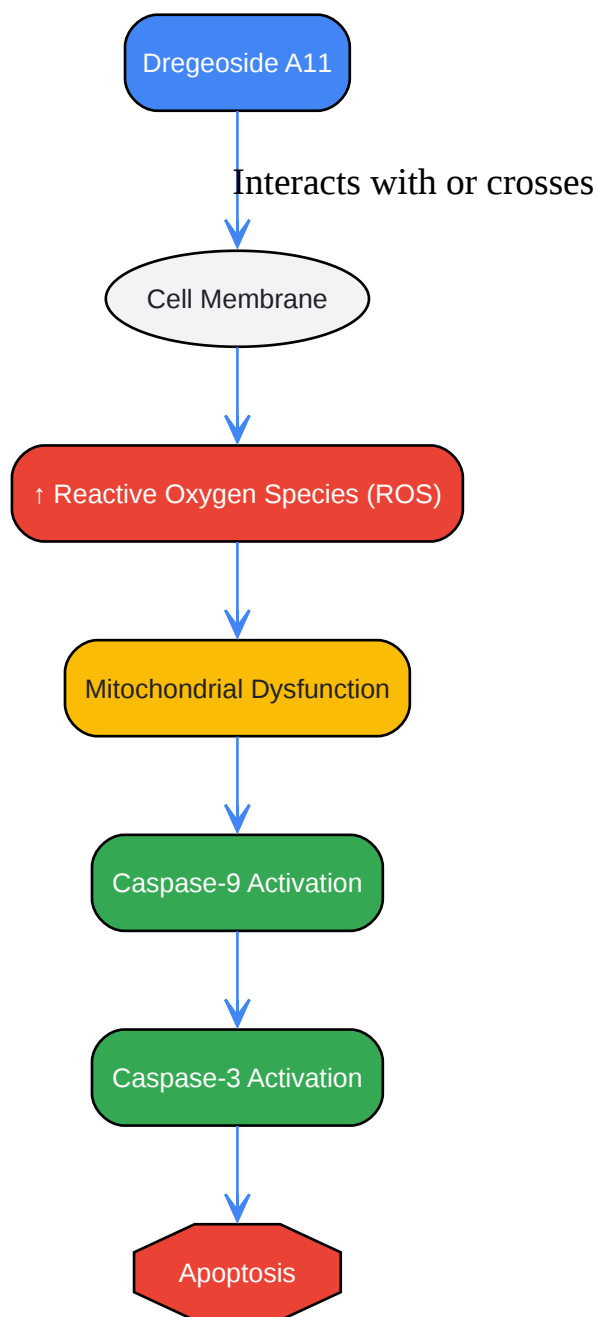 Dregeoside A11
Interacts with or crosses
Cell Membrane
↑ Reactive Oxygen Species (ROS)
Mitochondrial Dysfunction
Caspase-9 Activation
Caspase-3 Activation
Apoptosis